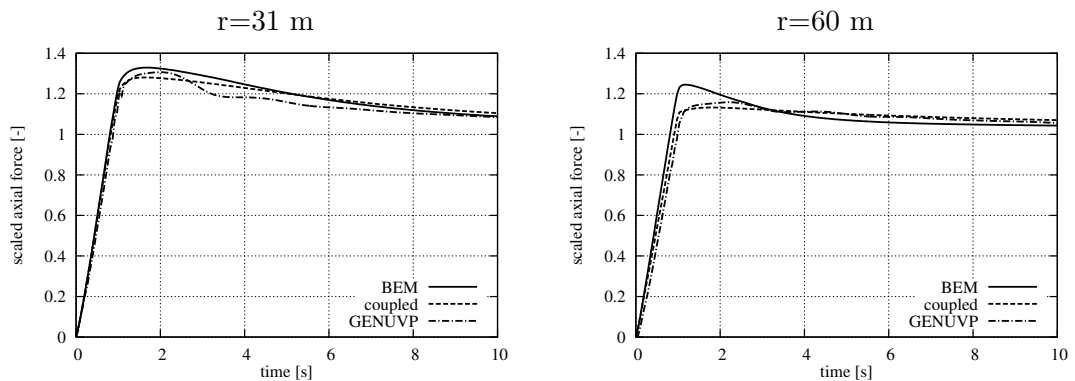 r=31 m
scaled axial force [-]
1.4
1.2
1
0.8
0.6
0.4
0.2
0
BEM
coupled
GENUVP
0 2 4 6 8 10
time [s]
r=60 m
scaled axial force [-]
1.4
1.2
1
0.8
0.6
0.4
0.2
0
BEM
coupled
GENUVP
0 2 4 6 8 10
time [s]